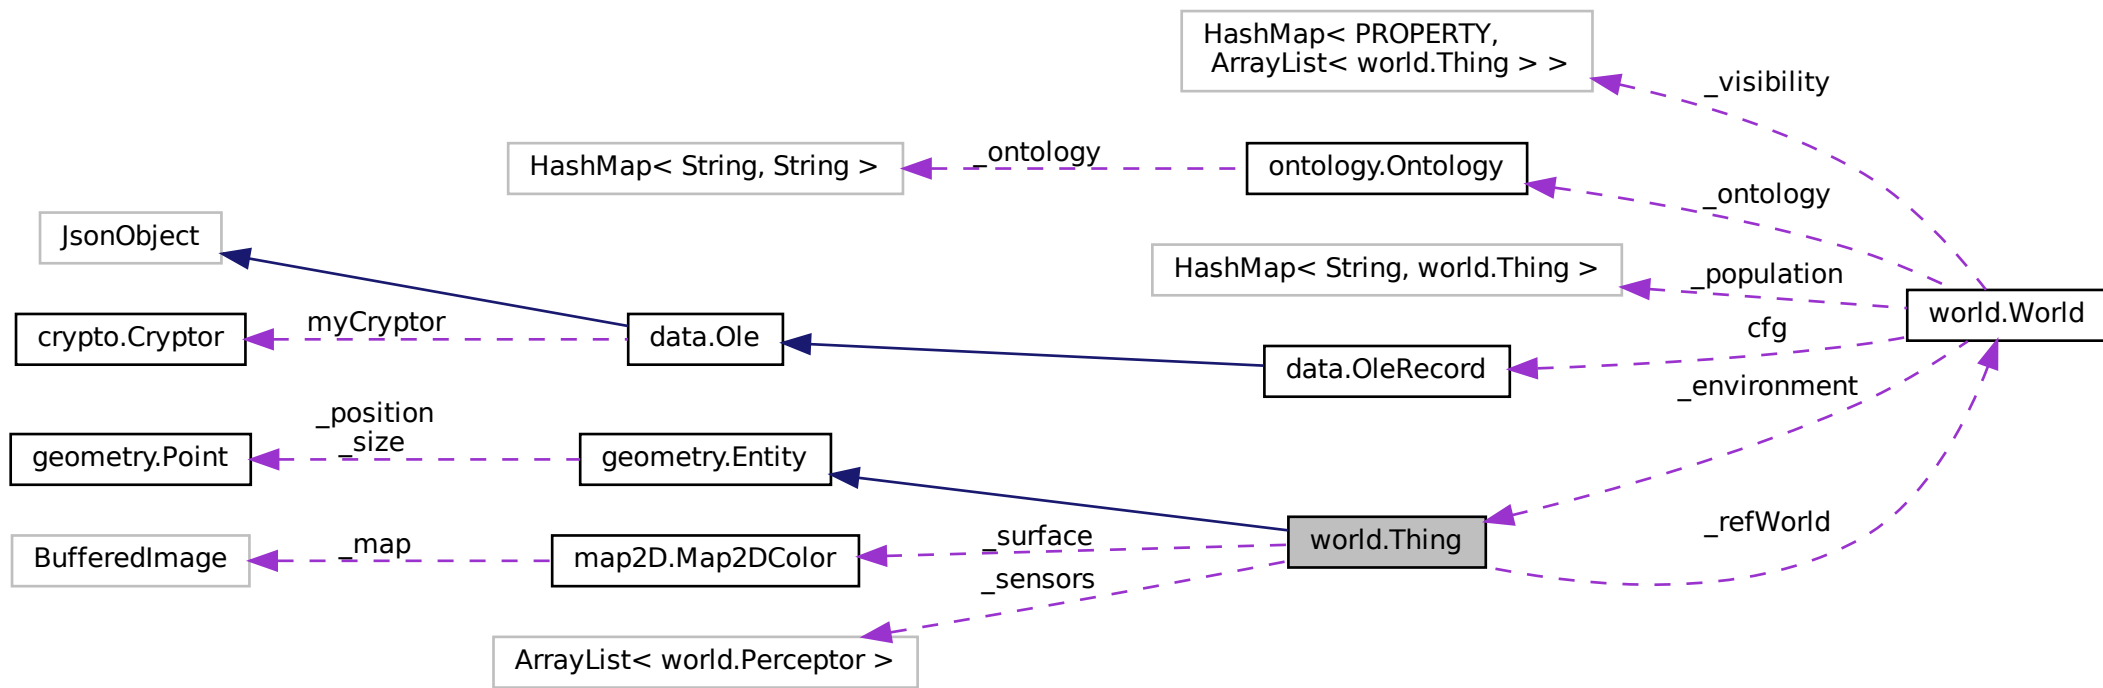 HashMap< PROPERTY,
ArrayList< world.Thing > >
_visibility
HashMap< String, String >
_ontology
ontology.Ontology
_ontology
JsonObject
HashMap< String, world.Thing >
_population
world.World
crypto.Cryptor
myCryptor
data.Ole
data.OleRecord
cfg
_environment
geometry.Point
_position
_size
geometry.Entity
BufferedImage
_map
map2D.Map2DColor
_surface
world.Thing
_refWorld
_sensors
ArrayList< world.Perceptor >